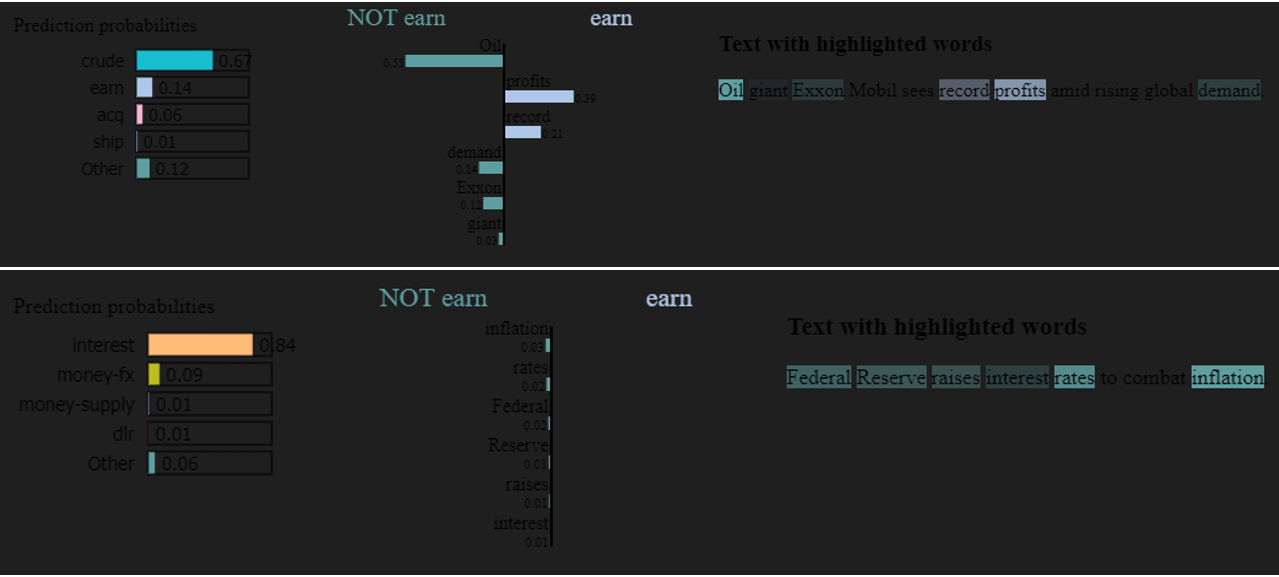 Prediction probabilities
crude 0.67
earn 0.14
acq 0.06
ship 0.01
Other 0.12
NOT earn earn
Oil
0.55
profits
0.39
record
0.21
demand
0.14
Exxon
0.12
giant
0.03
Text with highlighted words
Oil giant Exxon Mobil sees record profits amid rising global demand.
Prediction probabilities
interest 0.84
money-fx 0.09
money-supply 0.01
dlr 0.01
Other 0.06
NOT earn earn
inflation
0.03
rates
0.02
Federal
0.02
Reserve
0.01
raises
0.01
interest
0.01
Text with highlighted words
Federal Reserve raises interest rates to combat inflation.